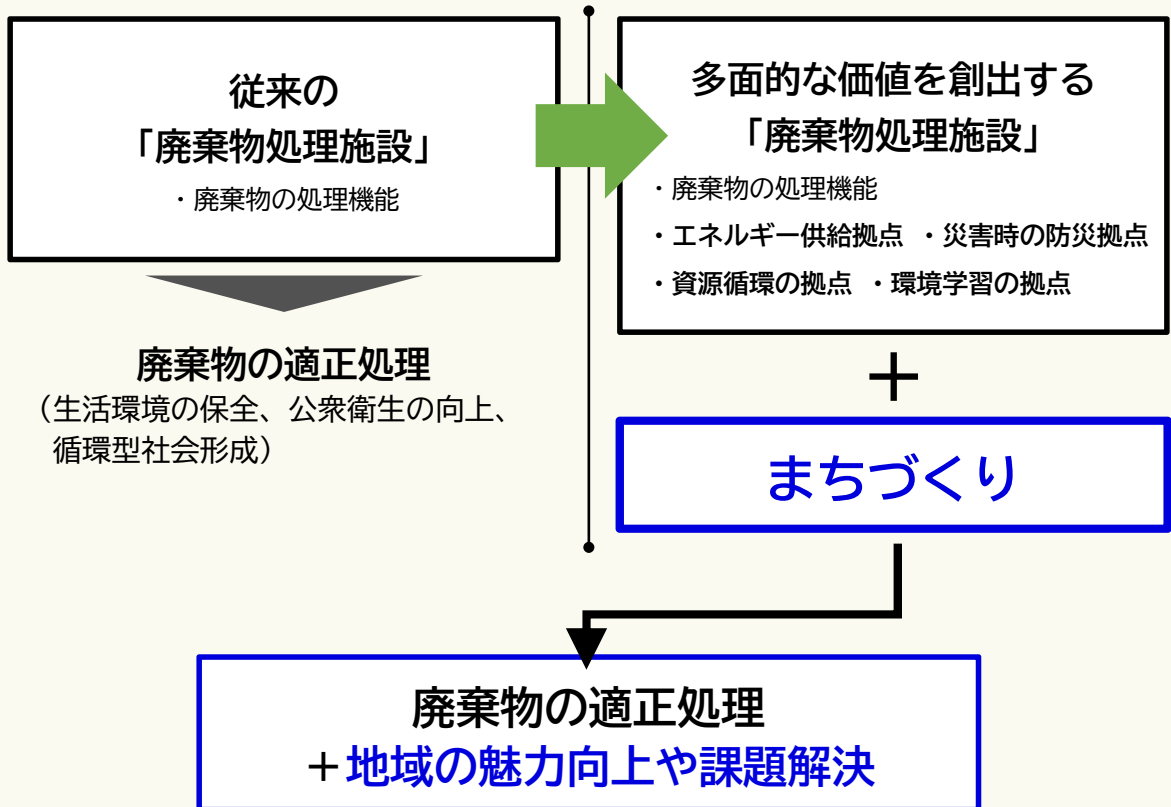 従来の
「廃棄物処理施設」
・廃棄物の処理機能
廃棄物の適正処理
（生活環境の保全、公衆衛生の向上、
循環型社会形成）
多面的な価値を創出する
「廃棄物処理施設」
・廃棄物の処理機能
・エネルギー供給拠点 ・災害時の防災拠点
・資源循環の拠点 ・環境学習の拠点
＋
まちづくり
廃棄物の適正処理
＋地域の魅力向上や課題解決